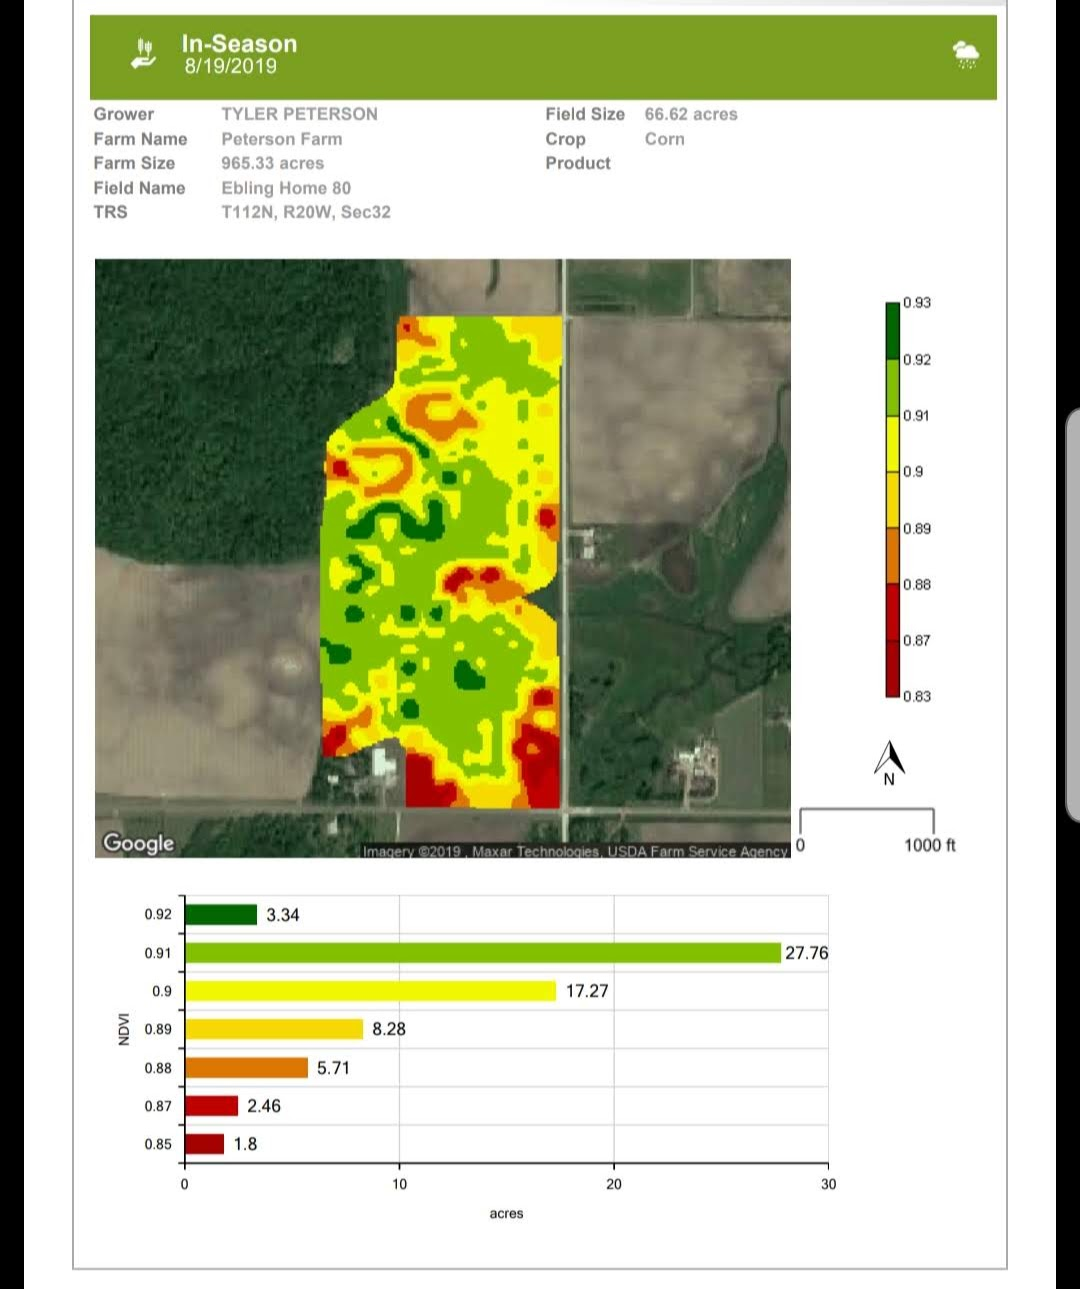 In-Season
8/19/2019
Grower TYLER PETERSON Field Size 66.62 acres
Farm Name Peterson Farm Crop Corn
Farm Size 965.33 acres Product
Field Name Ebling Home 80
TRS T112N, R20W, Sec32
0.93
0.92
0.91
0.9
0.89
0.88
0.87
0.83
N
0 1000 ft
Google
Imagery ©2019 , Maxar Technologies, USDA Farm Service Agency
0.92 3.34
0.91 27.76
0.9 17.27
0.89 8.28
0.88 5.71
0.87 2.46
0.85 1.8
NDVI
0 10 20 30
acres